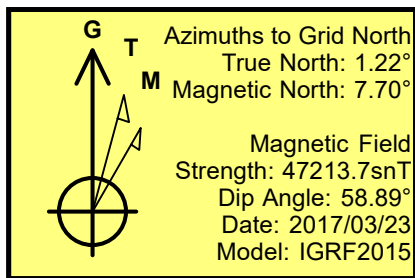 G
T
M
Azimuths to Grid North
True North: 1.22°
Magnetic North: 7.70°
Magnetic Field
Strength: 47213.7snT
Dip Angle: 58.89°
Date: 2017/03/23
Model: IGRF2015